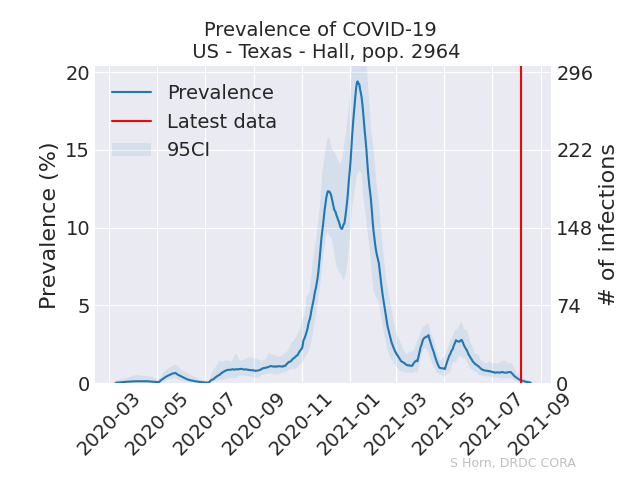 Prevalence of COVID-19
US - Texas - Hall, pop. 2964
Prevalence
Latest data
95CI
Prevalence (%)
20
15
10
5
0
296
222
148
74
0
# of infections
2020-03
2020-05
2020-07
2020-09
2020-11
2021-01
2021-03
2021-05
2021-07
2021-09
S Horn, DRDC CORA